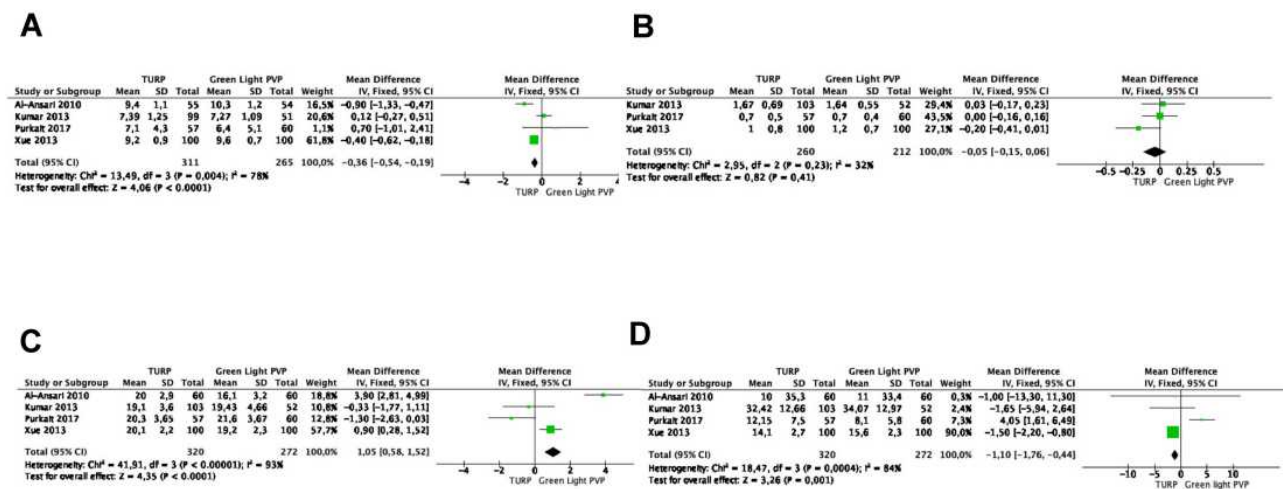 A
TURP Green Light PVP Mean Difference Mean Difference
Study or Subgroup Mean SD Total Mean SD Total Weight IV, Fixed, 95% CI IV, Fixed, 95% CI
Al-Ansari 2010 9,4 1,1 55 10,3 1,2 54 16,5% -0,90 [-1,33, -0,47]
Kumar 2013 7,39 1,25 99 7,27 1,09 51 20,6% 0,12 [-0,27, 0,51]
Purkait 2017 7,1 4,3 57 6,4 5,1 60 1,1% 0,70 [-1,01, 2,41]
Xue 2013 9,2 0,9 100 9,6 0,7 100 61,8% -0,40 [-0,62, -0,18]
Total (95% CI) 311 265 100,0% -0,36 [-0,54, -0,19]
Heterogeneity: Chi² = 13,49, df = 3 (P = 0,004); I² = 78%
Test for overall effect: Z = 4,06 (P < 0.0001)
-4 -2 0 2 4
TURP Green Light PVP
B
TURP Green Light PVP Mean Difference Mean Difference
Study or Subgroup Mean SD Total Mean SD Total Weight IV, Fixed, 95% CI IV, Fixed, 95% CI
Kumar 2013 1,67 0,69 103 1,64 0,55 52 29,4% 0,03 [-0,17, 0,23]
Purkait 2017 0,7 0,5 57 0,7 0,4 60 43,5% 0,00 [-0,16, 0,16]
Xue 2013 1 0,8 100 1,2 0,7 100 27,1% -0,20 [-0,41, 0,01]
Total (95% CI) 260 212 100,0% -0,05 [-0,15, 0,06]
Heterogeneity: Chi² = 2,95, df = 2 (P = 0,23); I² = 32%
Test for overall effect: Z = 0,82 (P = 0,41)
-0.5 -0.25 0 0.25 0.5
TURP Green Light PVP
C
TURP Green Light PVP Mean Difference Mean Difference
Study or Subgroup Mean SD Total Mean SD Total Weight IV, Fixed, 95% CI IV, Fixed, 95% CI
Al-Ansari 2010 20 2,9 60 16,1 3,2 60 18,8% 3,90 [2,81, 4,99]
Kumar 2013 19,1 3,6 103 19,43 4,66 52 10,8% -0,33 [-1,77, 1,11]
Purkait 2017 20,3 3,65 57 21,6 3,67 60 12,8% -1,30 [-2,63, 0,03]
Xue 2013 20,1 2,2 100 19,2 2,3 100 57,7% 0,90 [0,28, 1,52]
Total (95% CI) 320 272 100,0% 1,05 [0,58, 1,52]
Heterogeneity: Chi² = 41,91, df = 3 (P < 0.00001); I² = 93%
Test for overall effect: Z = 4,35 (P < 0.0001)
-4 -2 0 2 4
TURP Green Light PVP
D
TURP Green Light PVP Mean Difference Mean Difference
Study or Subgroup Mean SD Total Mean SD Total Weight IV, Fixed, 95% CI IV, Fixed, 95% CI
Al-Ansari 2010 10 35,3 60 11 33,4 60 0,3% -1,00 [-13,30, 11,30]
Kumar 2013 32,42 12,66 103 34,07 12,97 52 2,4% -1,65 [-5,94, 2,64]
Purkait 2017 12,15 7,5 57 8,1 5,8 60 7,3% 4,05 [1,61, 6,49]
Xue 2013 14,1 2,7 100 15,6 2,3 100 90,0% -1,50 [-2,20, -0,80]
Total (95% CI) 320 272 100,0% -1,10 [-1,76, -0,44]
Heterogeneity: Chi² = 18,47, df = 3 (P = 0,0004); I² = 84%
Test for overall effect: Z = 3,26 (P = 0,001)
-10 -5 0 5 10
TURP Green Light PVP